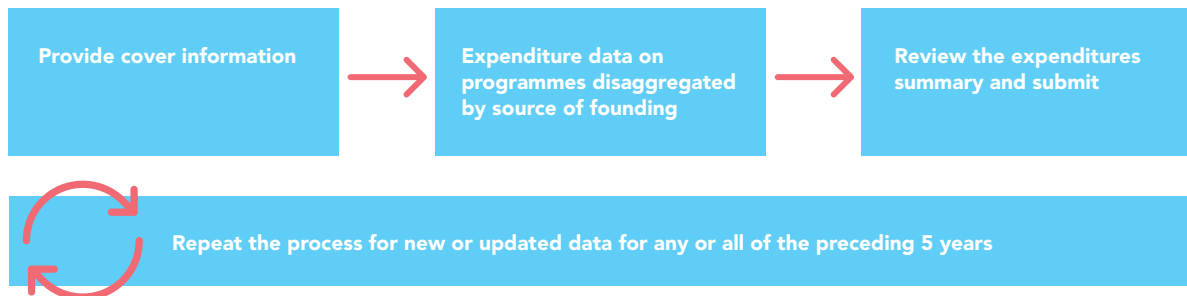 Provide cover information
Expenditure data on
programmes disaggregated
by source of founding
Review the expenditures
summary and submit
Repeat the process for new or updated data for any or all of the preceding 5 years